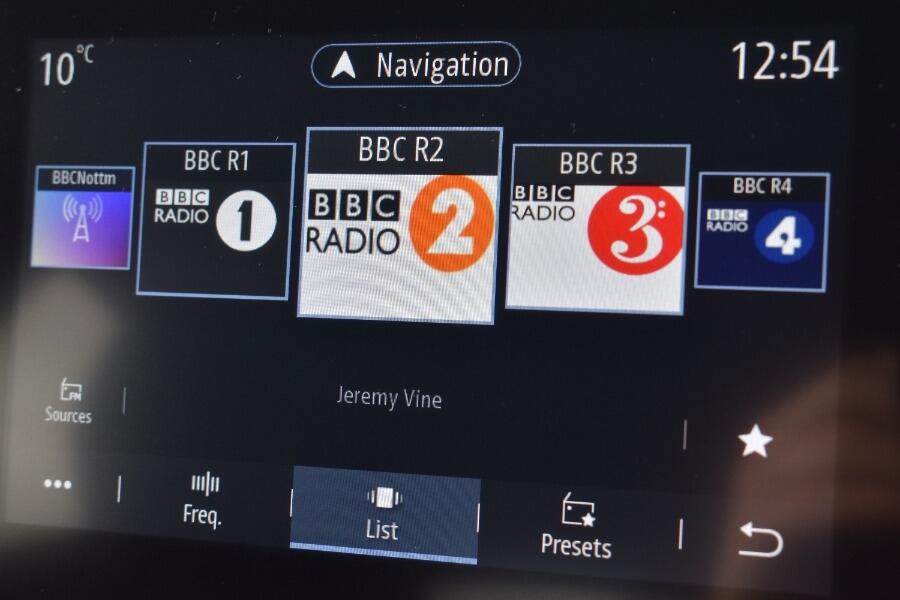 10°C
Navigation
12:54
BBCNottm
BBC R1
BBC
RADIO
1
BBC R2
BBC
RADIO
2
BBC R3
BBC
RADIO
3
BBC R4
BBC
RADIO
4
Jeremy Vine
FM
Sources
Freq.
List
Presets